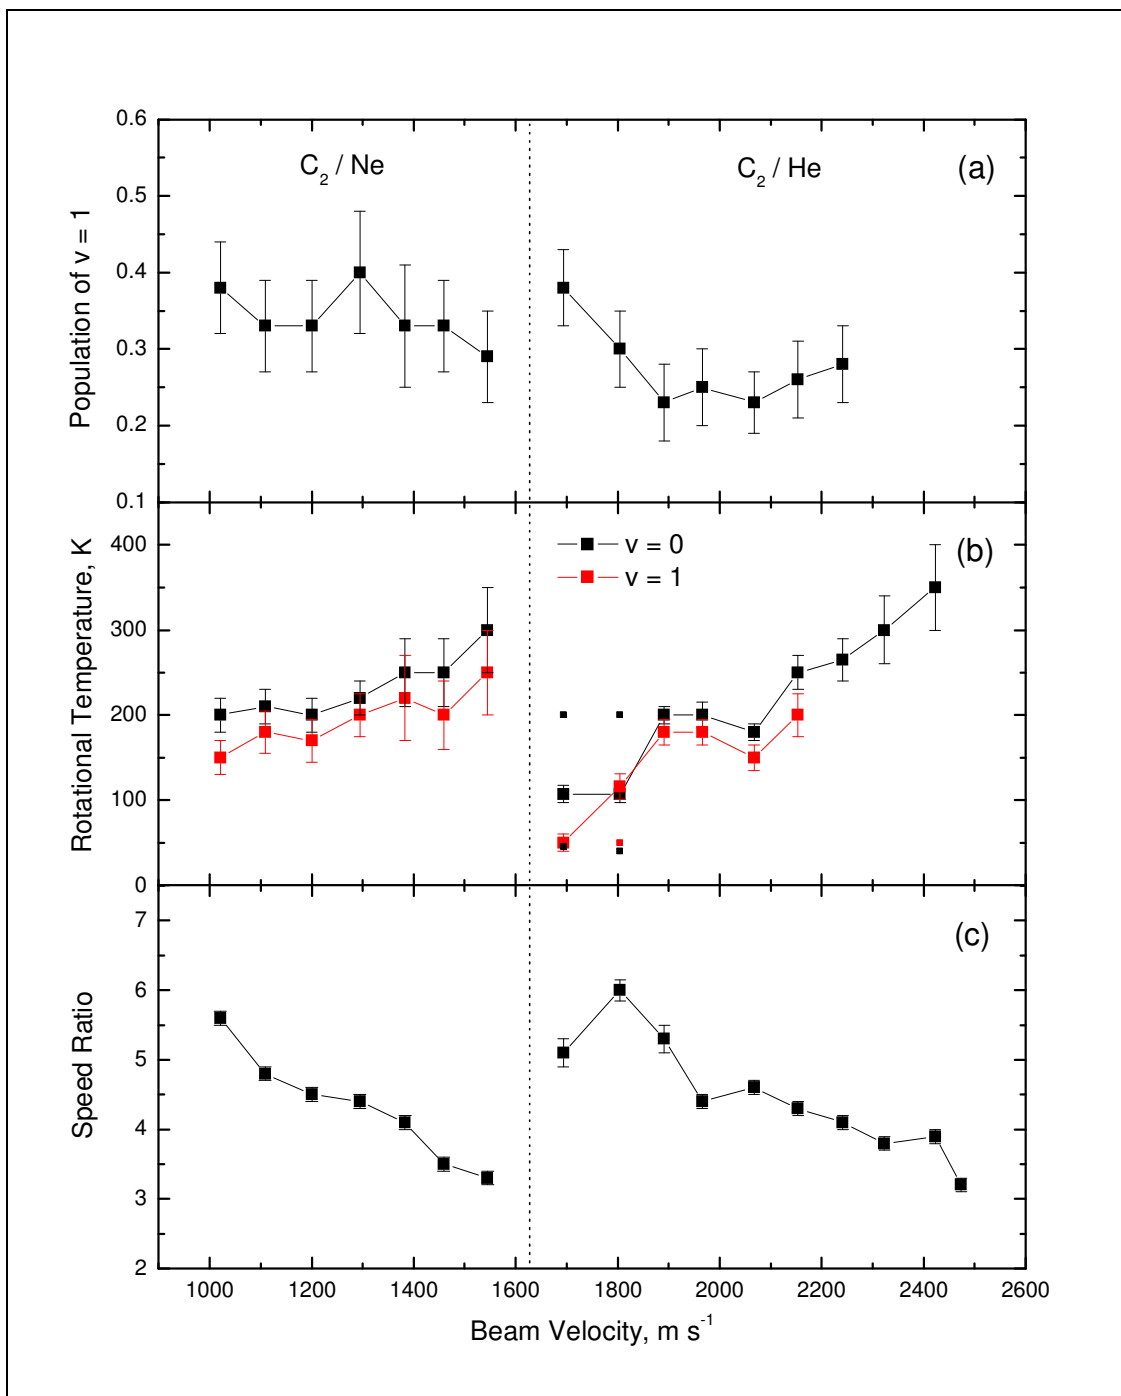 C₂ / Ne
C₂ / He
(a)
Population of v = 1
0.6
0.5
0.4
0.3
0.2
0.1
v = 0
v = 1
(b)
Rotational Temperature, K
400
300
200
100
0
(c)
Speed Ratio
7
6
5
4
3
2
1000 1200 1400 1600 1800 2000 2200 2400 2600
Beam Velocity, m s⁻¹